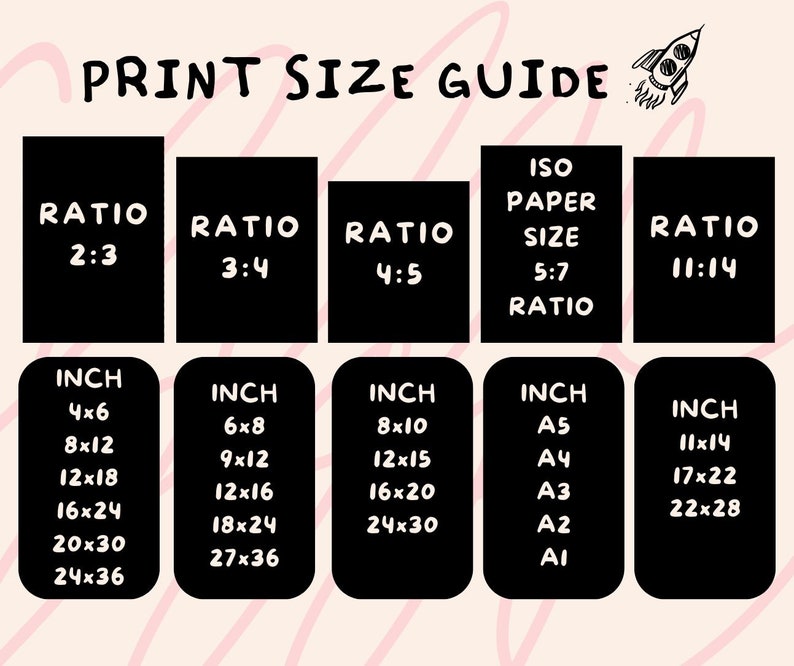 PRINT SIZE GUIDE
RATIO
2:3
RATIO
3:4
RATIO
4:5
ISO
PAPER
SIZE
5:7
RATIO
RATIO
11:14
INCH
4x6
8x12
12x18
16x24
20x30
24x36
INCH
6x8
9x12
12x16
18x24
27x36
INCH
8x10
12x15
16x20
24x30
INCH
A5
A4
A3
A2
A1
INCH
11x14
17x22
22x28